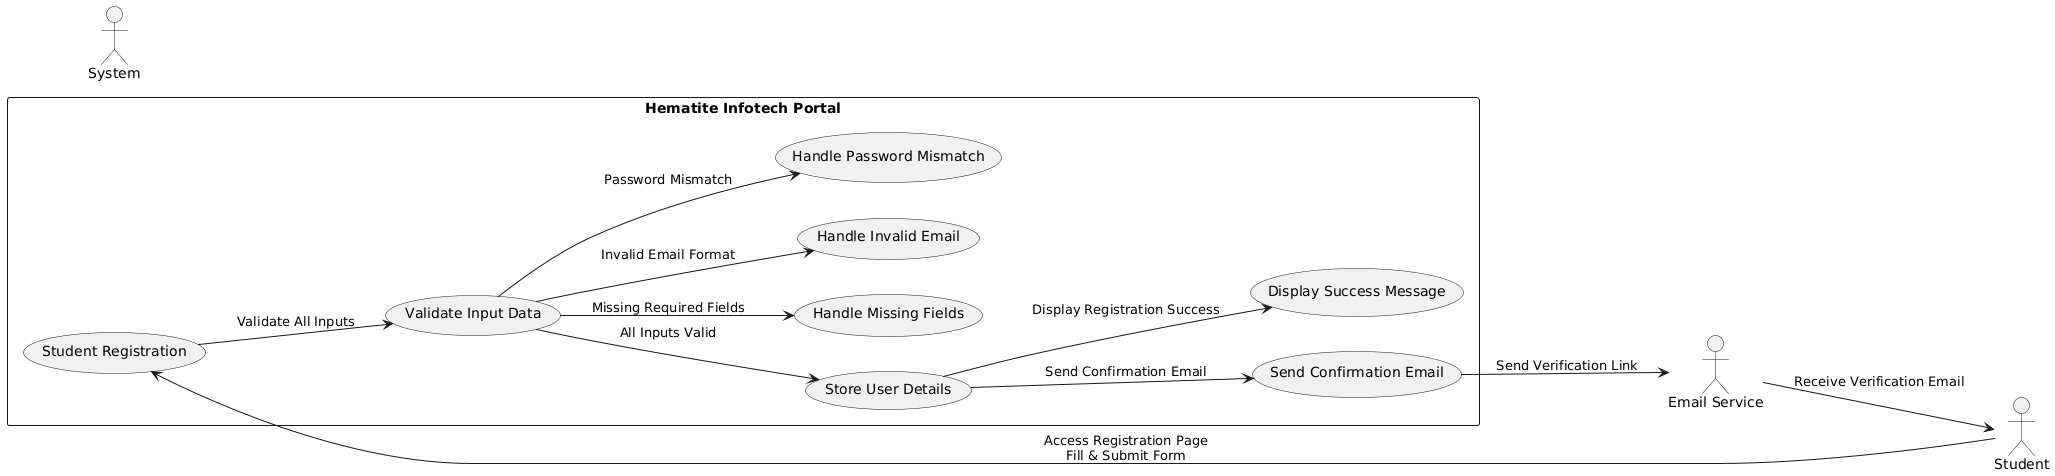 System
Hematite Infotech Portal
Handle Password Mismatch
Password Mismatch
Handle Invalid Email
Invalid Email Format
Display Success Message
Missing Required Fields
Handle Missing Fields
Display Registration Success
Validate Input Data
Validate All Inputs
All Inputs Valid
Student Registration
Send Verification Link
Send Confirmation Email
Send Confirmation Email
Store User Details
Receive Verification Email
Email Service
Access Registration Page
Fill & Submit Form
Student